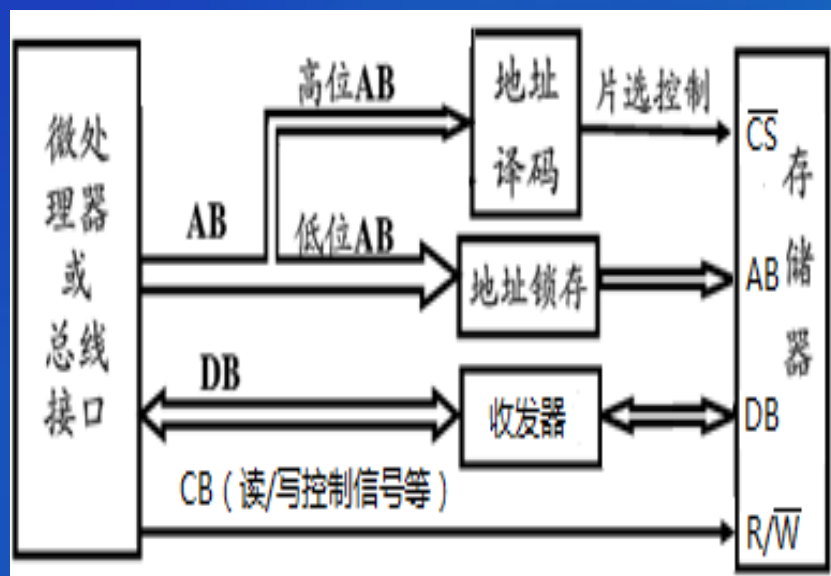 微处
理器
或
总线
接口
AB
高位AB
低位AB
DB
CB（读/写控制信号等）
地址
译码
地址锁存
收发器
片选控制
存储器
C̅S̅
AB
DB
R/W̅